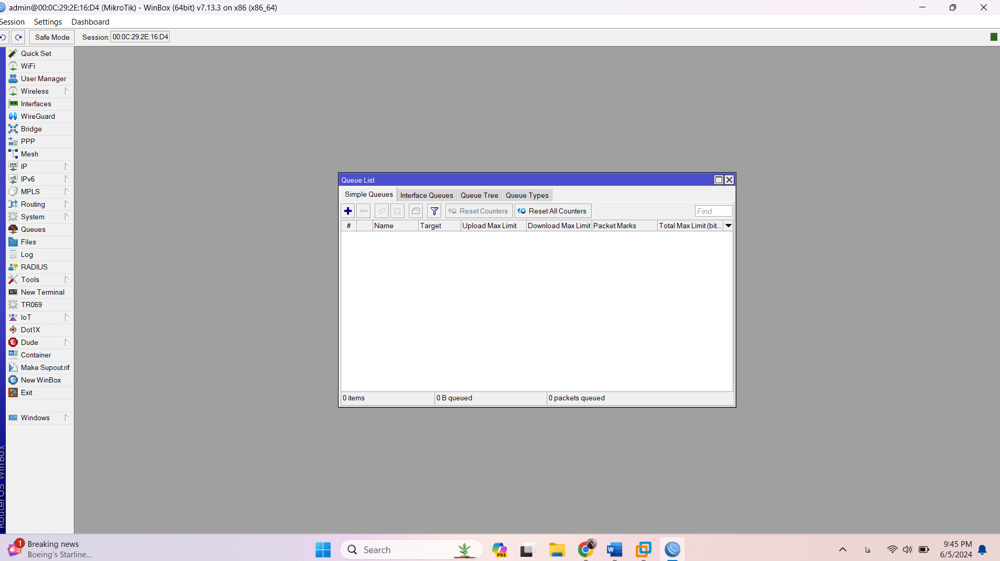 admin@00:0C:29:2E:16:D4 (MikroTik) - WinBox (64bit) v7.13.3 on x86 (x86_64)
Session Settings Dashboard
Safe Mode Session: 00:0C:29:2E:16:D4
Quick Set
WiFi
User Manager
Wireless
Interfaces
WireGuard
Bridge
PPP
Mesh
IP
IPv6
MPLS
Routing
System
Queues
Files
Log
RADIUS
Tools
New Terminal
TR069
IoT
Dot1X
Dude
Container
Make Supout.rif
New WinBox
Exit
Windows
RouterOS WinBox
Queue List
Simple Queues Interface Queues Queue Tree Queue Types
Reset Counters Reset All Counters Find
# Name Target Upload Max Limit Download Max Limit Packet Marks Total Max Limit (bit...
0 items 0 B queued 0 packets queued
1 Breaking news
Boeing's Starline...
Search
PRE
فا
9:45 PM
6/5/2024